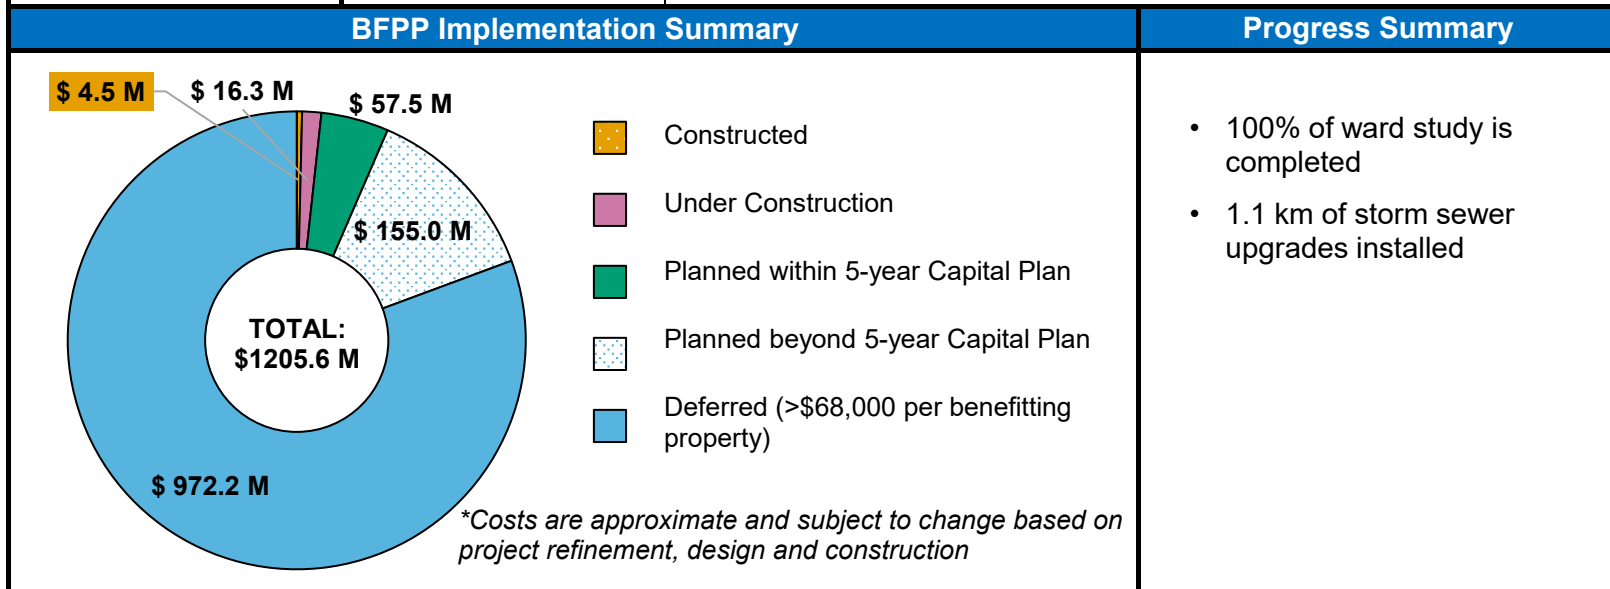 BFPP Implementation Summary
Progress Summary
$ 4.5 M
$ 16.3 M
$ 57.5 M
$ 155.0 M
TOTAL:
$1205.6 M
$ 972.2 M
Constructed
Under Construction
Planned within 5-year Capital Plan
Planned beyond 5-year Capital Plan
Deferred (>$68,000 per benefitting
property)
*Costs are approximate and subject to change based on
project refinement, design and construction
• 100% of ward study is
completed
• 1.1 km of storm sewer
upgrades installed